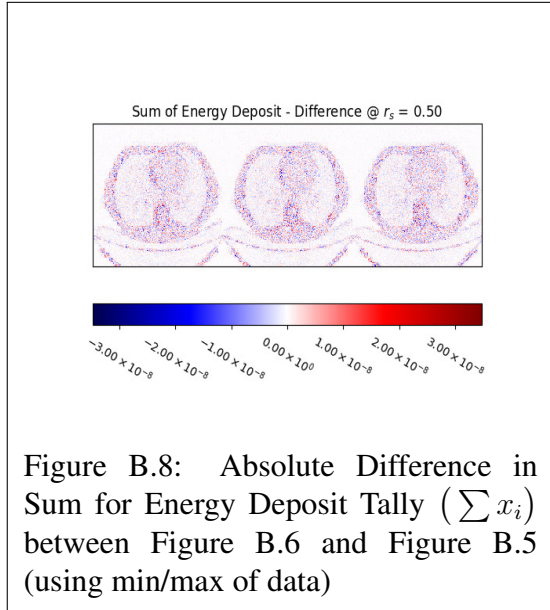 Sum of Energy Deposit - Difference @ r_s = 0.50
−3.00 × 10⁻⁸
−2.00 × 10⁻⁸
−1.00 × 10⁻⁸
0.00 × 10⁰
1.00 × 10⁻⁸
2.00 × 10⁻⁸
3.00 × 10⁻⁸
Figure B.8: Absolute Difference in
Sum for Energy Deposit Tally (∑ x_i)
between Figure B.6 and Figure B.5
(using min/max of data)